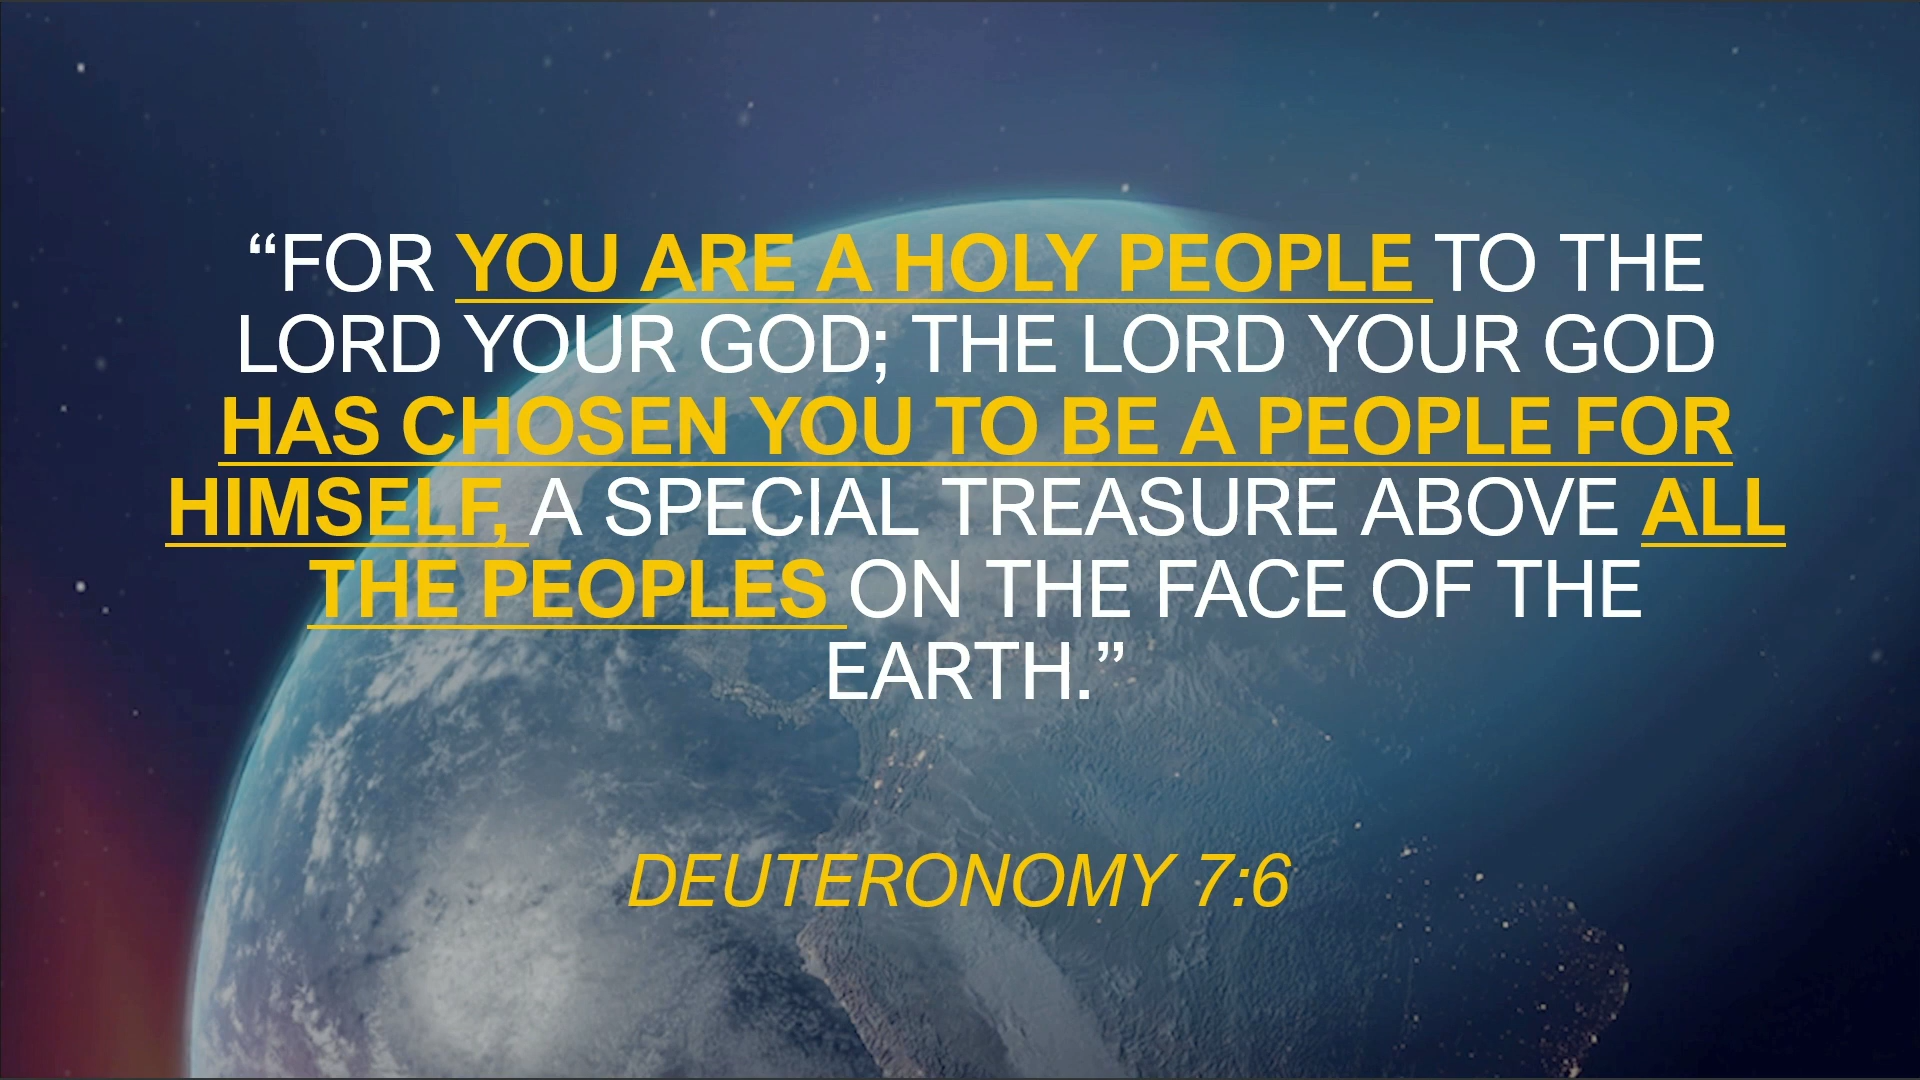 “FOR YOU ARE A HOLY PEOPLE TO THE
LORD YOUR GOD; THE LORD YOUR GOD
HAS CHOSEN YOU TO BE A PEOPLE FOR
HIMSELF, A SPECIAL TREASURE ABOVE ALL
THE PEOPLES ON THE FACE OF THE
EARTH.”
DEUTERONOMY 7:6